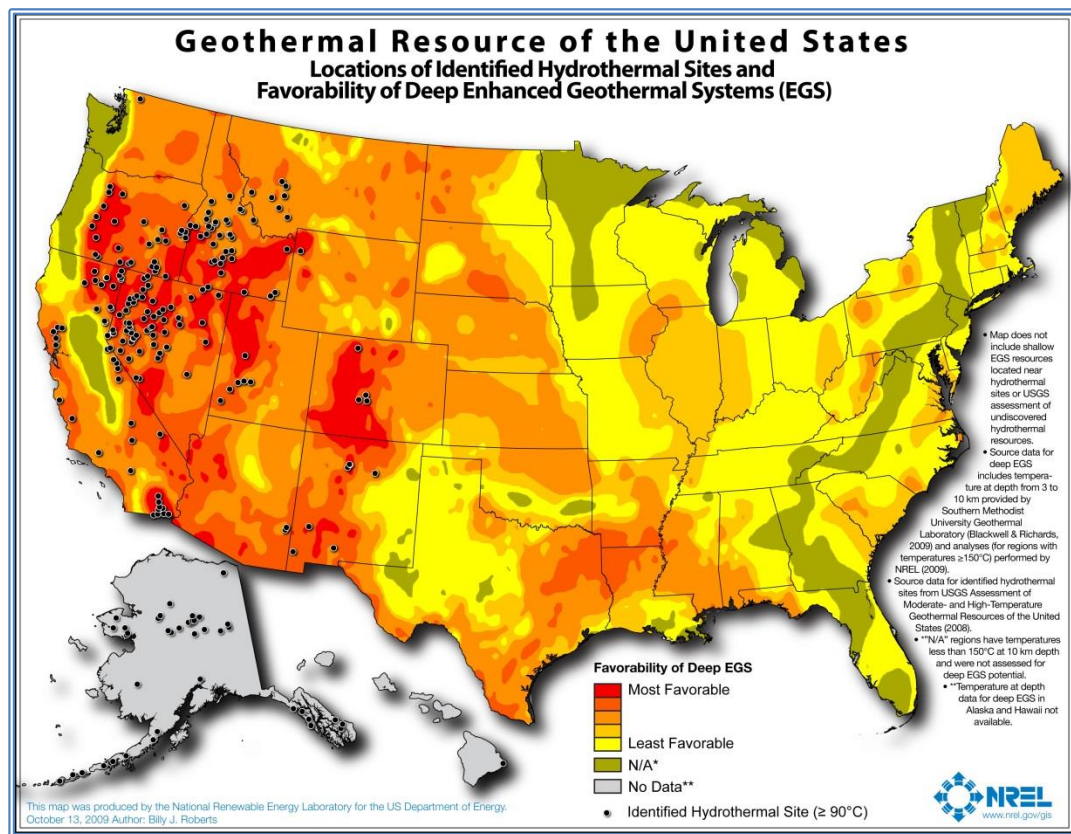 Geothermal Resource of the United States
Locations of Identified Hydrothermal Sites and
Favorability of Deep Enhanced Geothermal Systems (EGS)
• Map does not
include shallow
EGS resources
located near
hydrothermal
sites or USGS
assessment of
undiscovered
hydrothermal
resources.
• Source data for
deep EGS
includes tempera-
ture at depth from 3 to
10 km provided by
Southern Methodist
University Geothermal
Laboratory (Blackwell & Richards,
2009) and analyses (for regions with
temperatures ≥150°C) performed by
NREL (2009).
• Source data for identified hydrothermal
sites from USGS Assessment of
Moderate- and High-Temperature
Geothermal Resources of the United
States (2008).
• *"N/A" regions have temperatures
less than 150°C at 10 km depth
and were not assessed for
deep EGS potential.
• **Temperature at depth
data for deep EGS in
Alaska and Hawaii not
available.
Favorability of Deep EGS
Most Favorable
Least Favorable
N/A*
No Data**
Identified Hydrothermal Site (≥ 90°C)
This map was produced by the National Renewable Energy Laboratory for the US Department of Energy.
October 13, 2009 Author: Billy J. Roberts
NREL
www.nrel.gov/gis